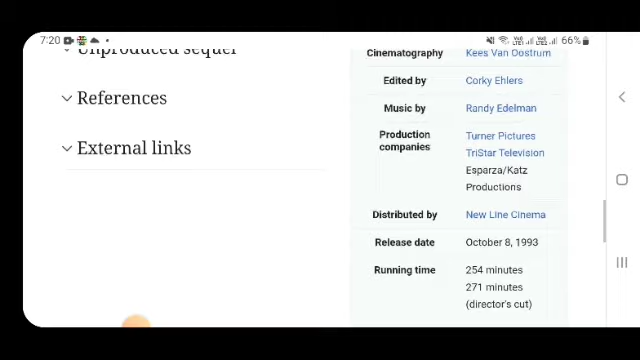 7:20 66%
Unproduced sequel
References
External links
Cinematography Kees Van Oostrum
Edited by Corky Ehlers
Music by Randy Edelman
Production companies Turner Pictures
TriStar Television
Esparza/Katz
Productions
Distributed by New Line Cinema
Release date October 8, 1993
Running time 254 minutes
271 minutes
(director's cut)